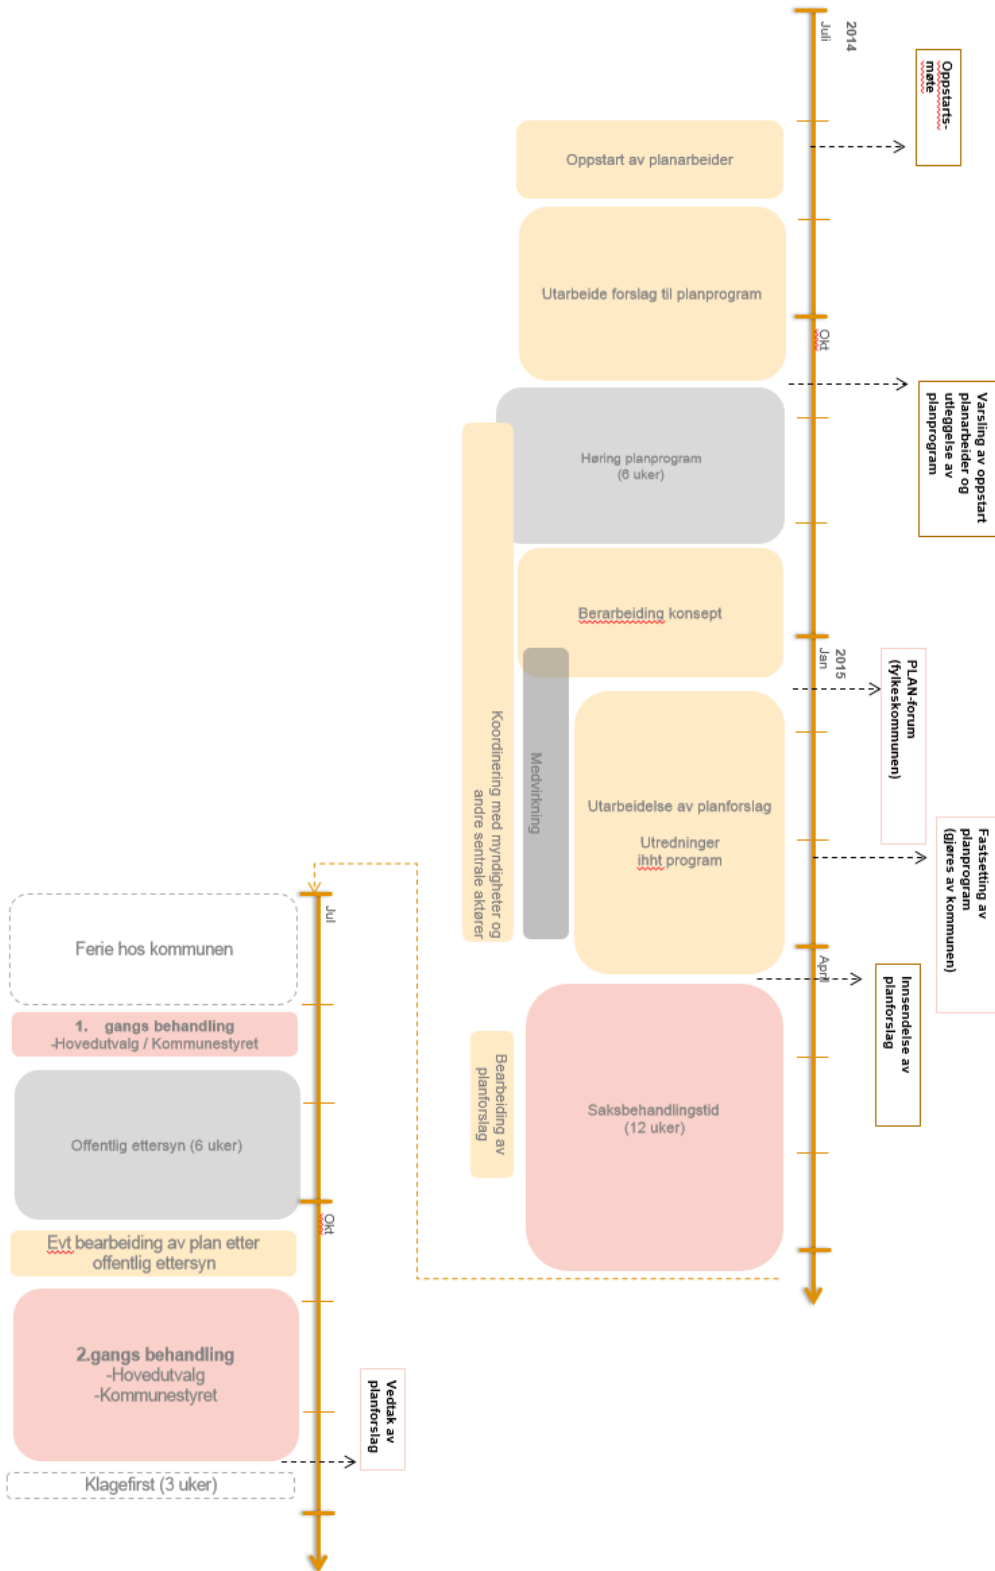 2014
Juli
Oppstarts-
møte
Oppstart av planarbeider
Utarbeide forslag til planprogram
Okt
Varsling av oppstart
planarbeider og
utleggelse av
planprogram
Høring planprogram
(6 uker)
Berarbeiding konsept
2015
Jan
PLAN-forum
(fylkeskommunen)
Koordinering med myndigheter og
andre sentrale aktører
Medvirkning
Utarbeidelse av planforslag
Utredninger
ihht program
Fastsetting av
planprogram
(gjøres av kommunen)
April
Innsendelse av
planforslag
Saksbehandlingstid
(12 uker)
Bearbeiding av
planforslag
Jul
Ferie hos kommunen
1. gangs behandling
-Hovedutvalg / Kommunestyret
Offentlig ettersyn (6 uker)
Okt
Evt bearbeiding av plan etter
offentlig ettersyn
2.gangs behandling
-Hovedutvalg
-Kommunestyret
Vedtak av
planforslag
Klagefirst (3 uker)